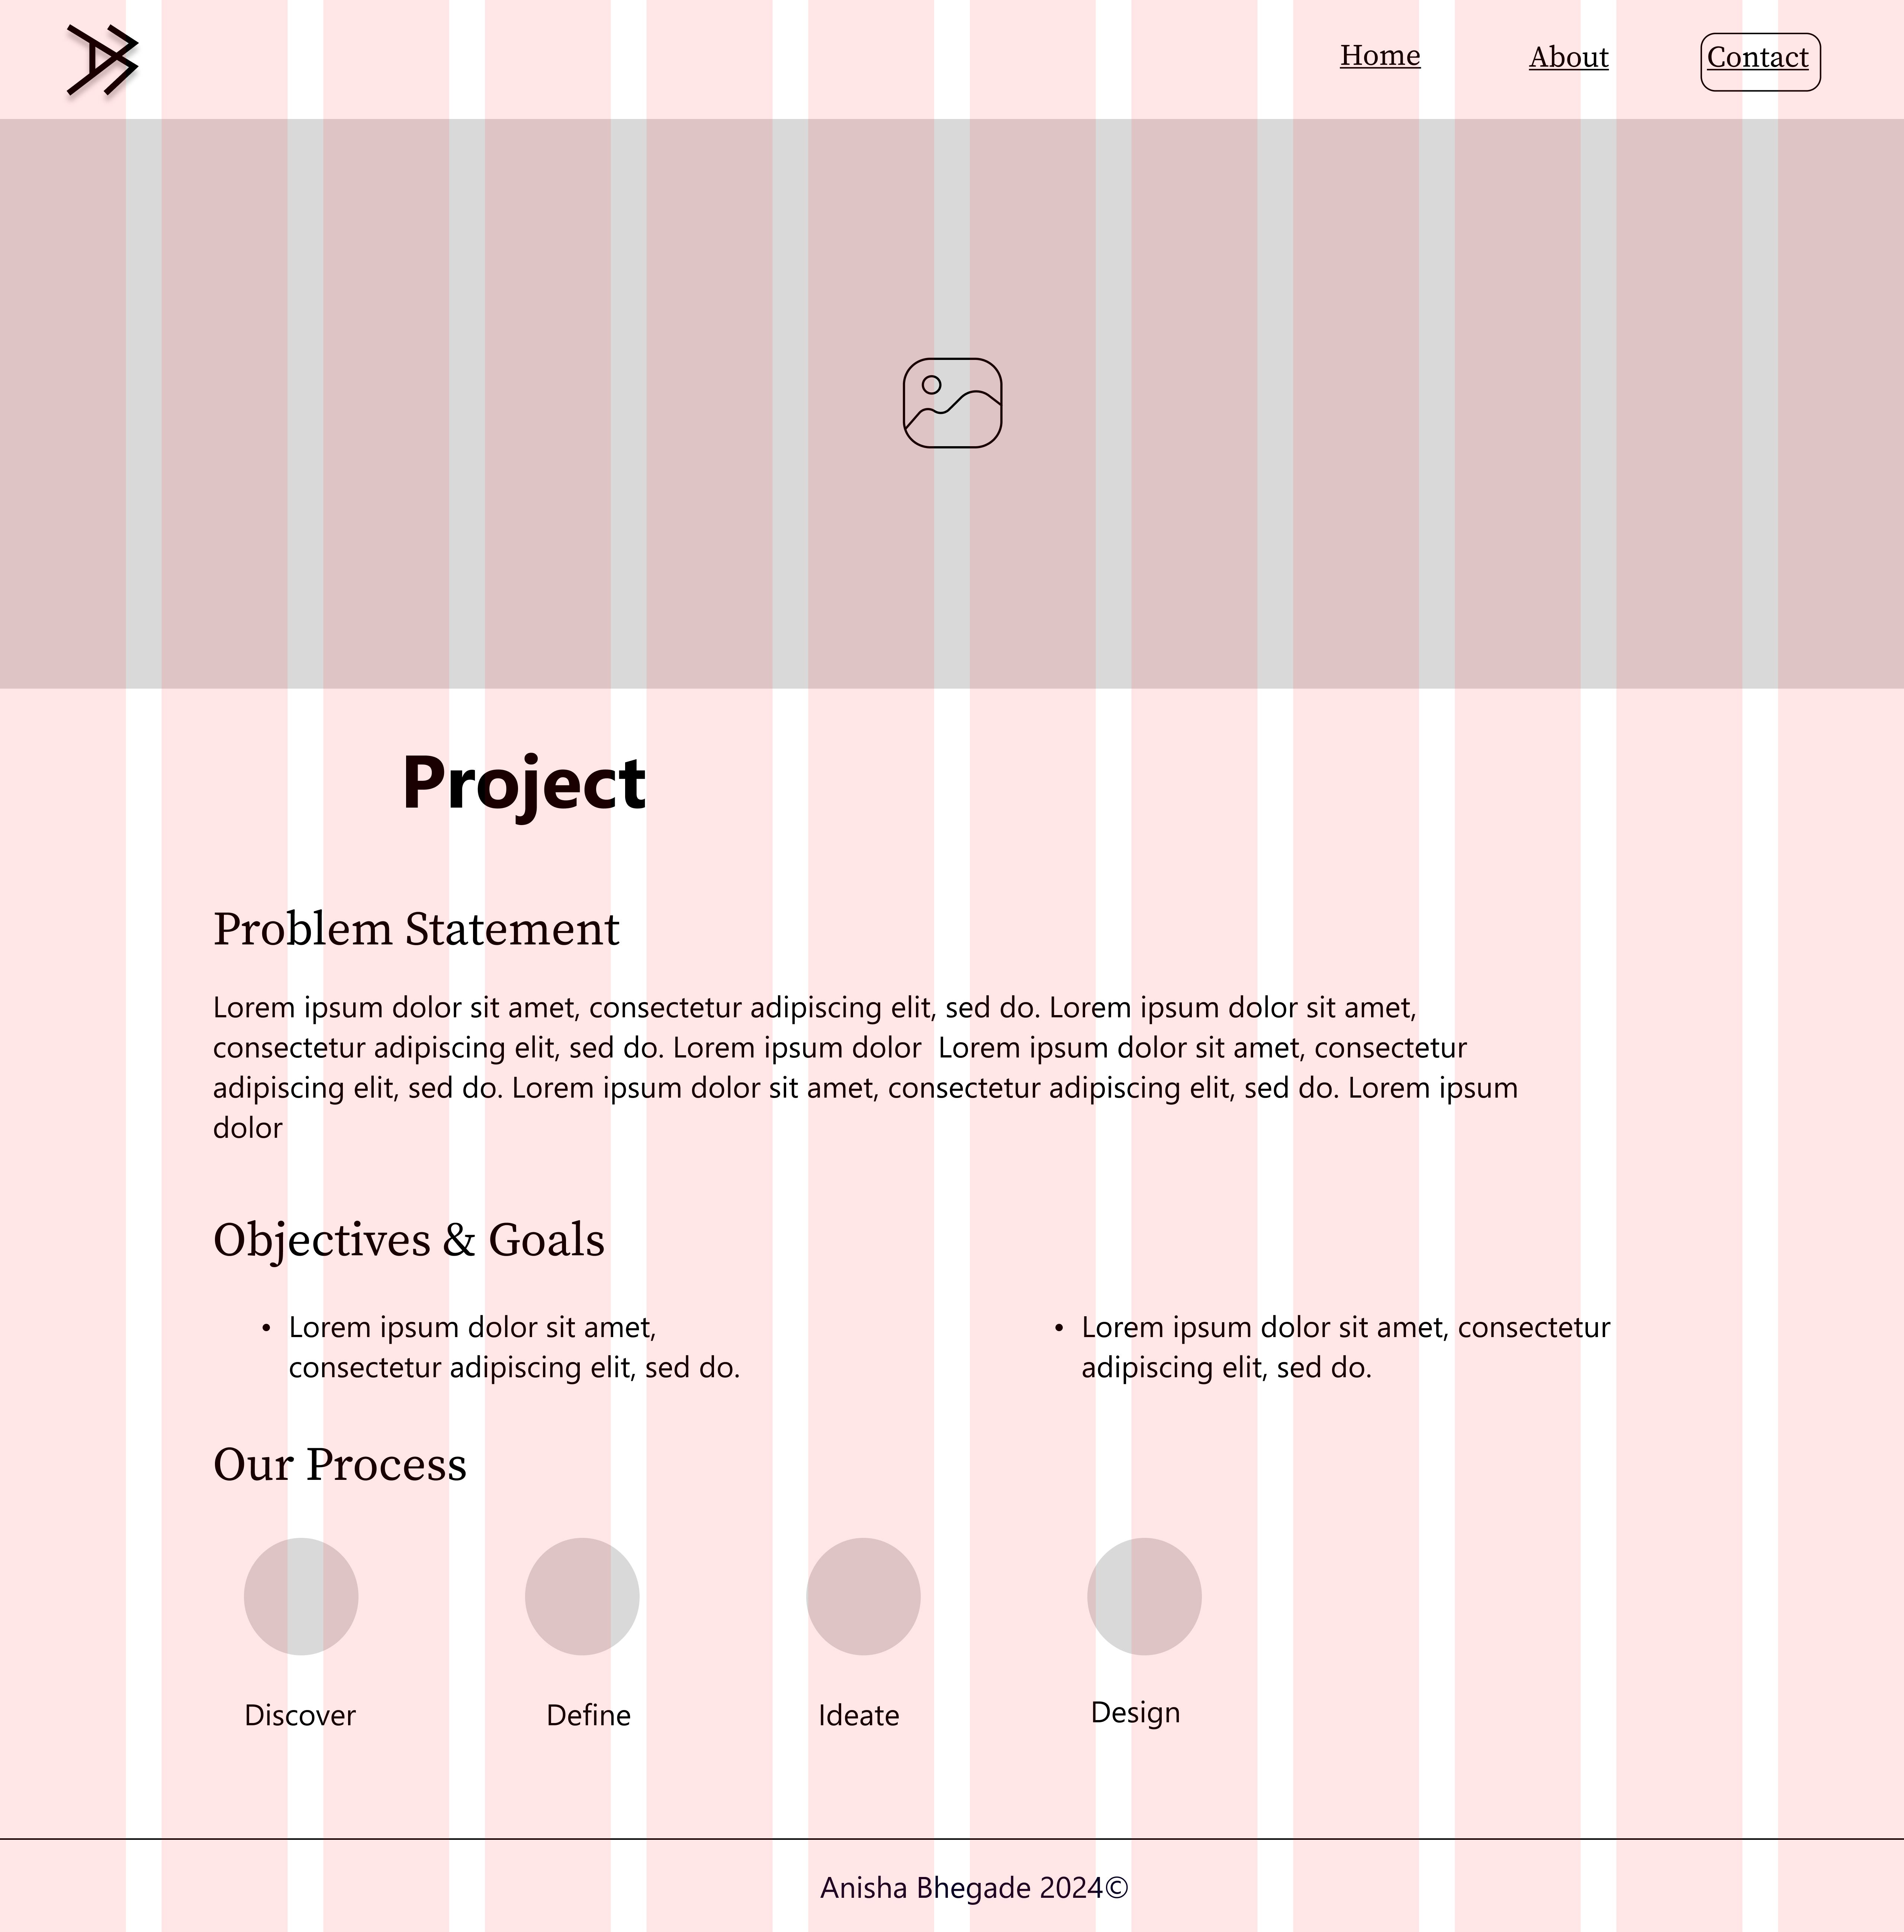 Home About Contact
Project
Problem Statement
Lorem ipsum dolor sit amet, consectetur adipiscing elit, sed do. Lorem ipsum dolor sit amet,
consectetur adipiscing elit, sed do. Lorem ipsum dolor  Lorem ipsum dolor sit amet, consectetur
adipiscing elit, sed do. Lorem ipsum dolor sit amet, consectetur adipiscing elit, sed do. Lorem ipsum
dolor
Objectives & Goals
• Lorem ipsum dolor sit amet,
consectetur adipiscing elit, sed do.
• Lorem ipsum dolor sit amet, consectetur
adipiscing elit, sed do.
Our Process
Discover Define Ideate Design
Anisha Bhegade 2024©